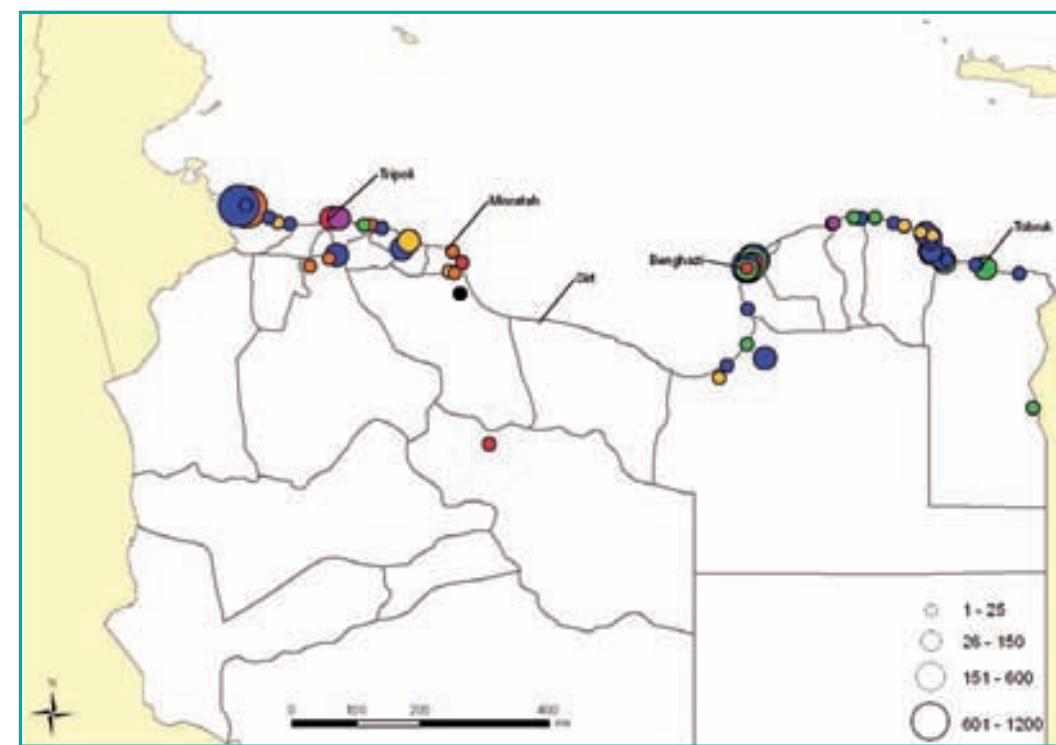 Tripoli
Misratah
Benghazi
Sirt
Tobruk
N
0 100 200 400
1 - 25
26 - 150
151 - 600
601 - 1200